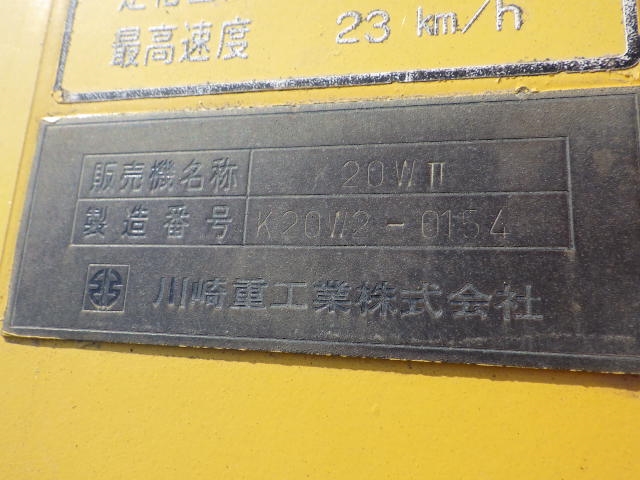 最高速度 23 km/h
販売機名称 20WⅡ
製造番号 K20W2-0154
川崎重工業株式会社